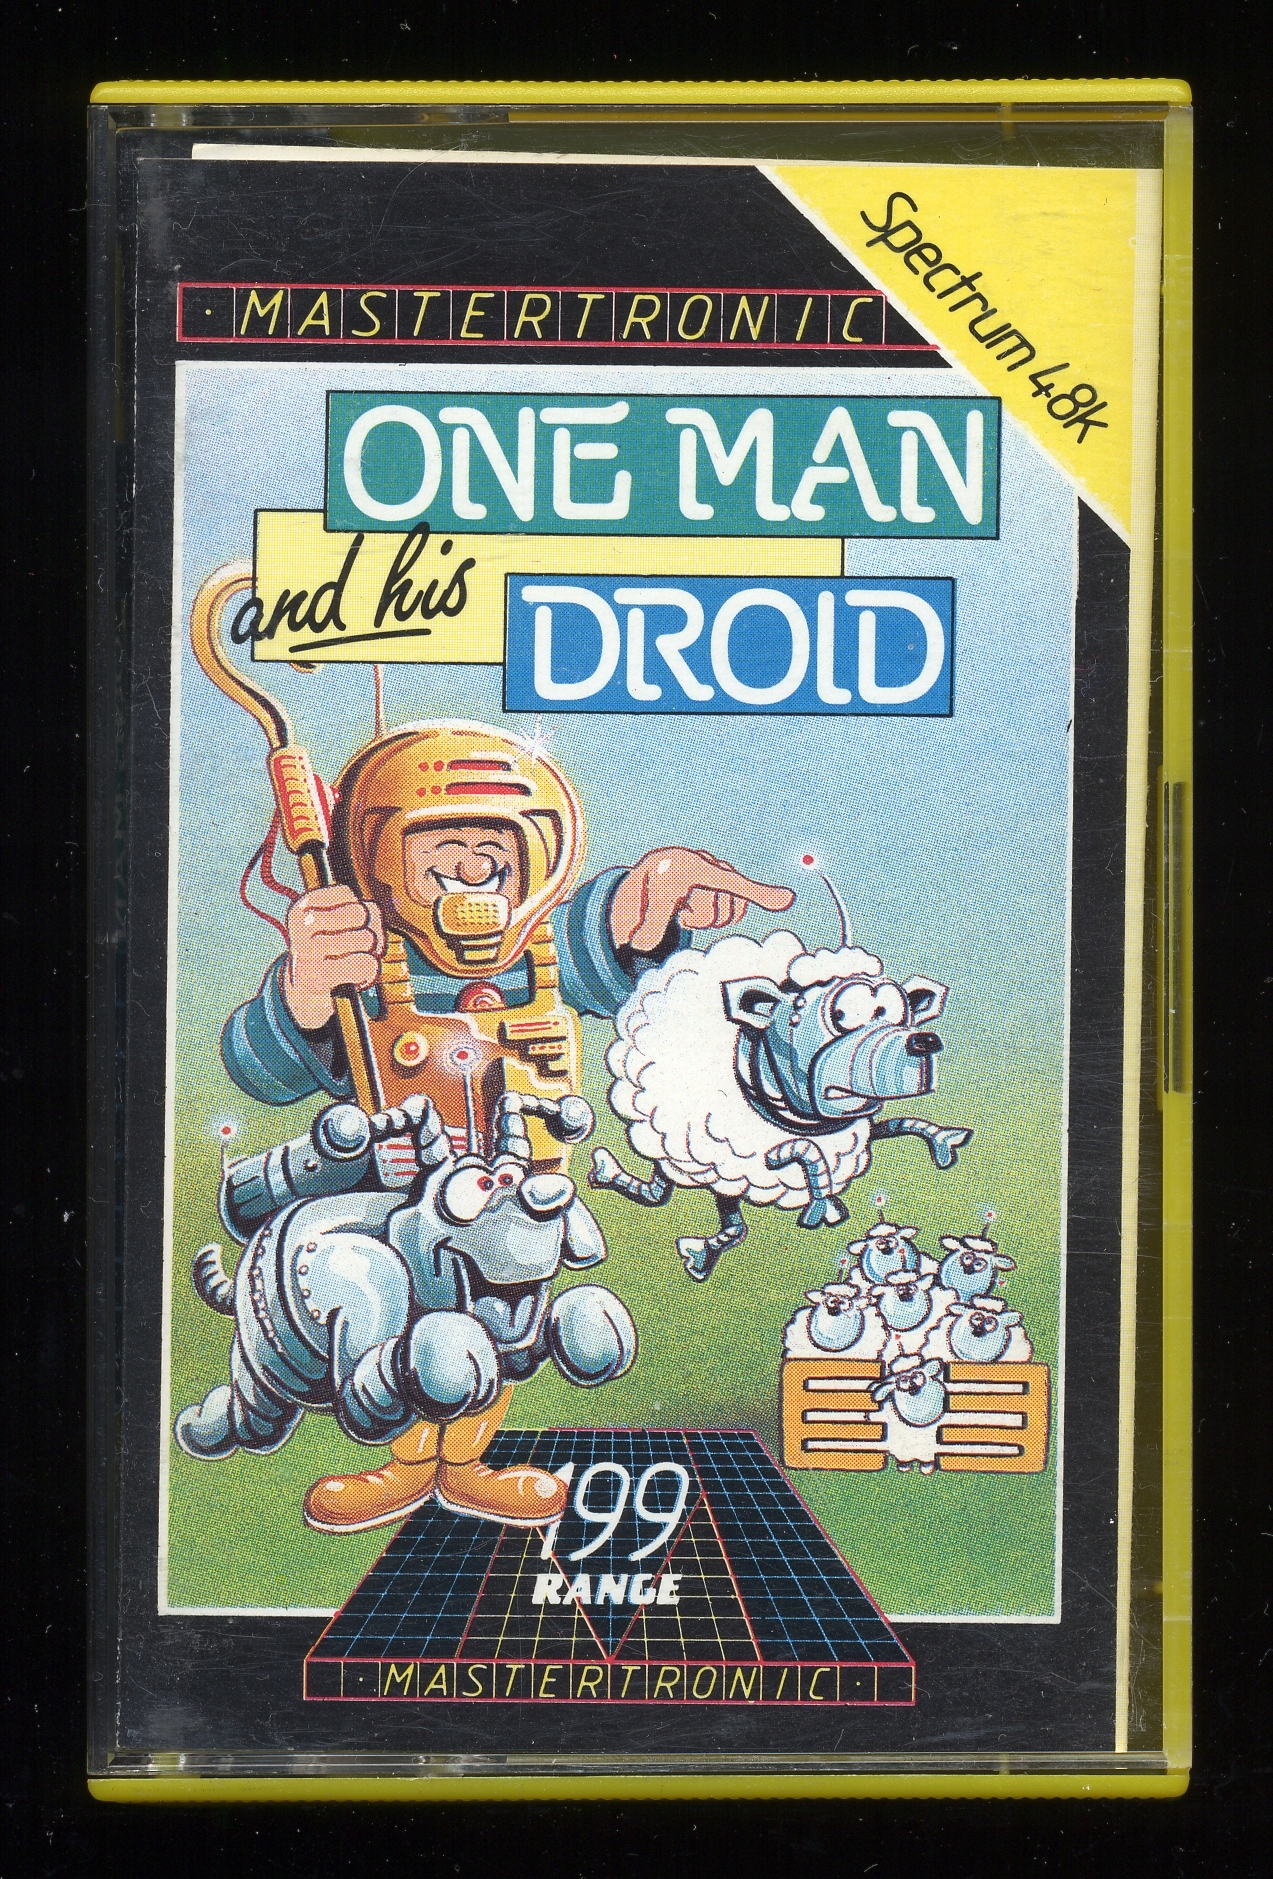 Spectrum 48K
· MASTERTRONIC
ONE MAN
and his
DROID
199
RANGE
· MASTERTRONIC ·